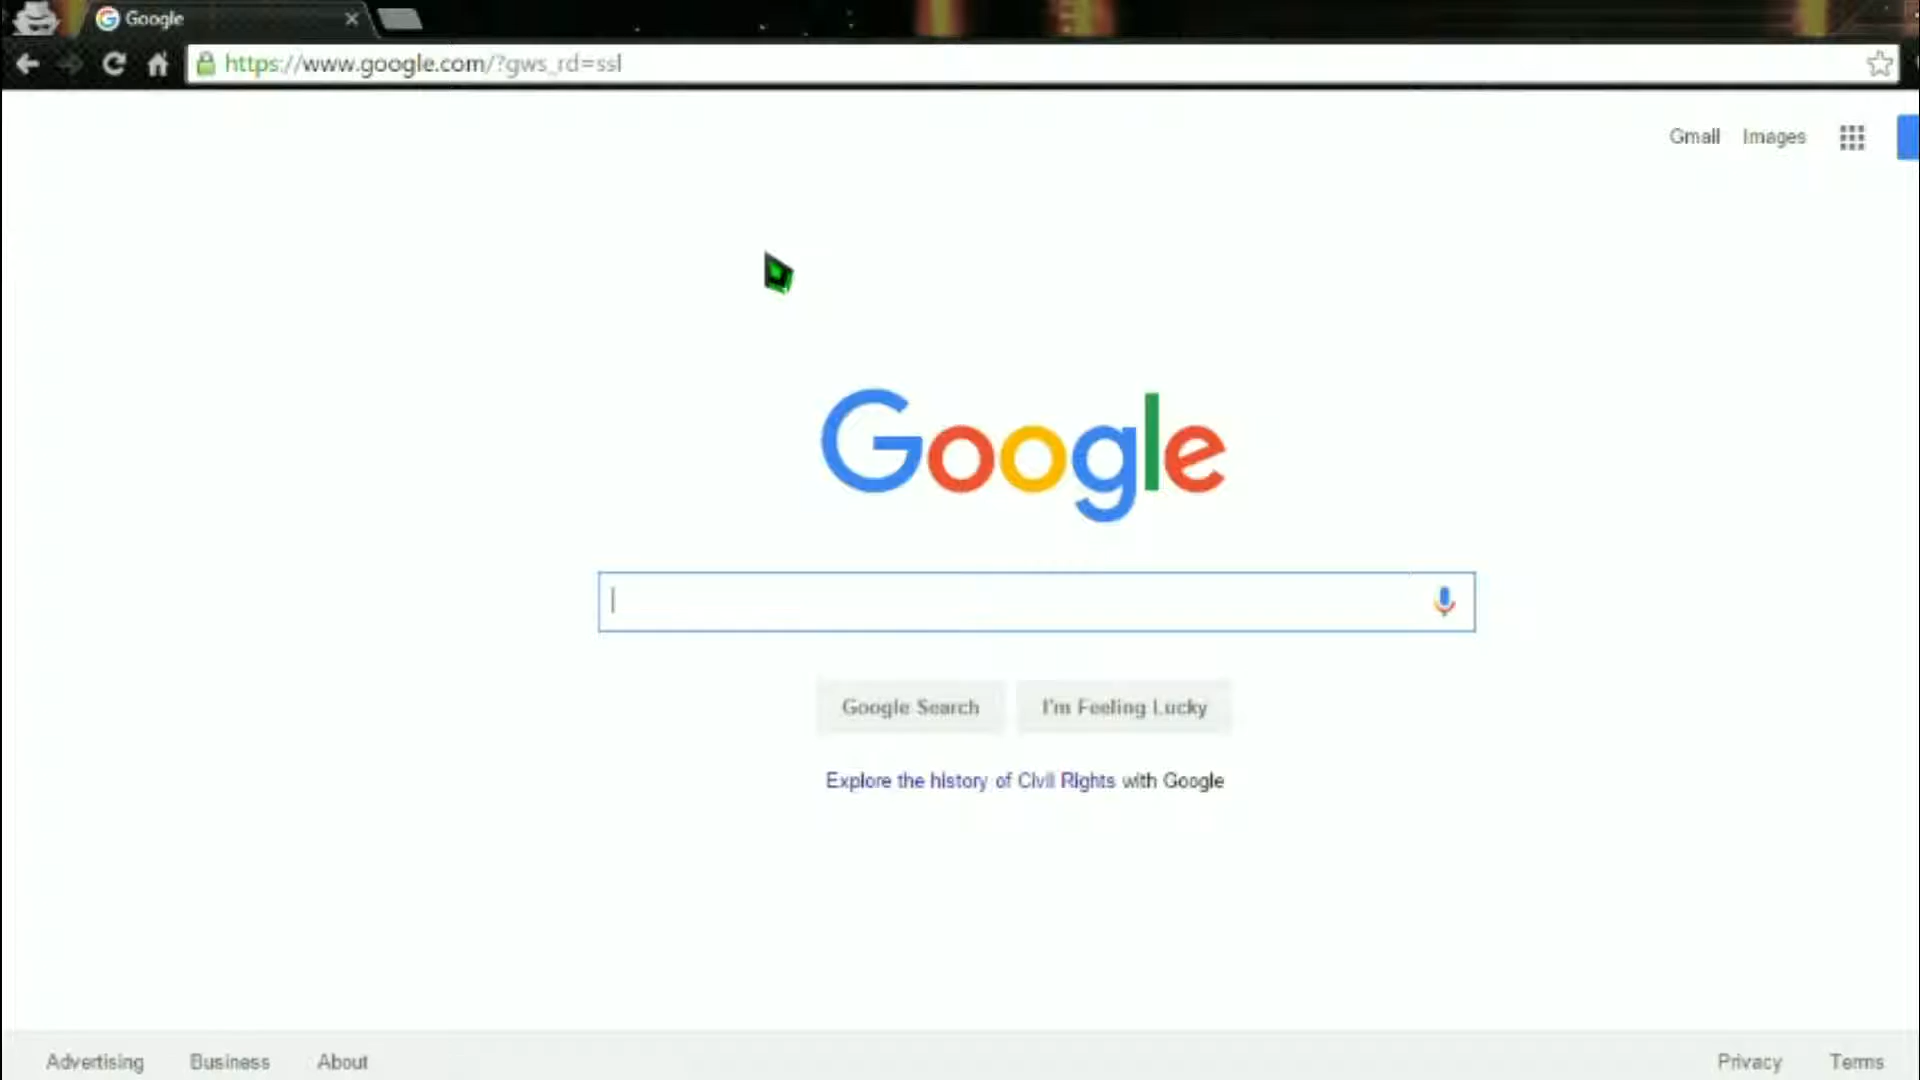 Google
https://www.google.com/?gws_rd=ssl
Gmail Images
Google
Google Search I'm Feeling Lucky
Explore the history of Civil Rights with Google
Advertising Business About Privacy Terms